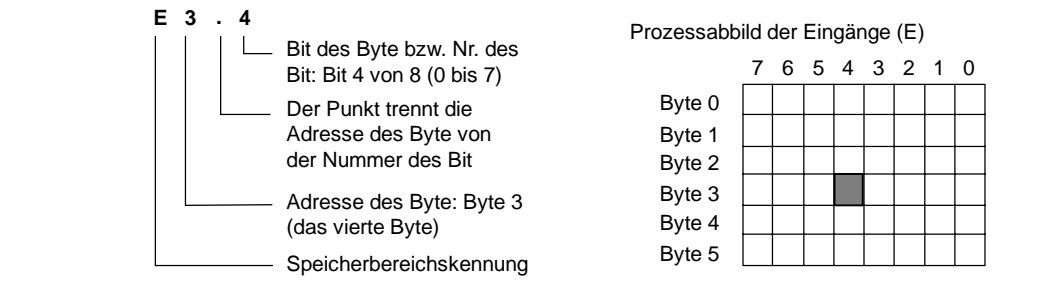 E 3 . 4
Bit des Byte bzw. Nr. des
Bit: Bit 4 von 8 (0 bis 7)
Der Punkt trennt die
Adresse des Byte von
der Nummer des Bit
Adresse des Byte: Byte 3
(das vierte Byte)
Speicherbereichskennung
Prozessabbild der Eingänge (E)
7 6 5 4 3 2 1 0
Byte 0
Byte 1
Byte 2
Byte 3
Byte 4
Byte 5